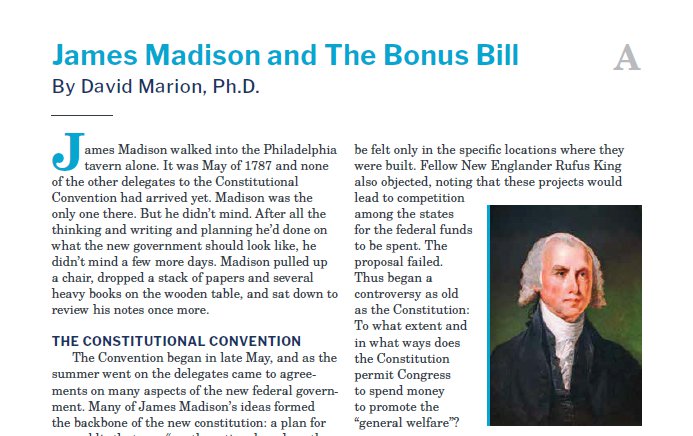 James Madison and The Bonus Bill
A
By David Marion, Ph.D.
James Madison walked into the Philadelphia
tavern alone. It was May of 1787 and none
of the other delegates to the Constitutional
Convention had arrived yet. Madison was the
only one there. But he didn’t mind. After all the
thinking and writing and planning he’d done on
what the new government should look like, he
didn’t mind a few more days. Madison pulled up
a chair, dropped a stack of papers and several
heavy books on the wooden table, and sat down to
review his notes once more.
THE CONSTITUTIONAL CONVENTION
The Convention began in late May, and as the
summer went on the delegates came to agree-
ments on many aspects of the new federal govern-
ment. Many of James Madison’s ideas formed
the backbone of the new constitution: a plan for
be felt only in the specific locations where they
were built. Fellow New Englander Rufus King
also objected, noting that these projects would
lead to competition
among the states
for the federal funds
to be spent. The
proposal failed.
Thus began a
controversy as old
as the Constitution:
To what extent and
in what ways does
the Constitution
permit Congress
to spend money
to promote the
“general welfare”?